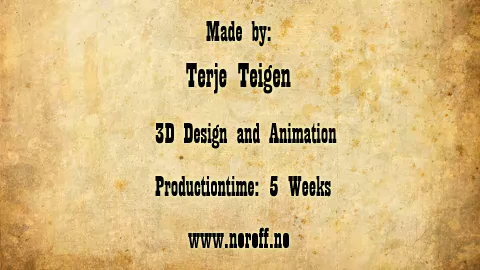 Made by:
Terje Teigen
3D Design and Animation
Productiontime: 5 Weeks
www.noroff.no